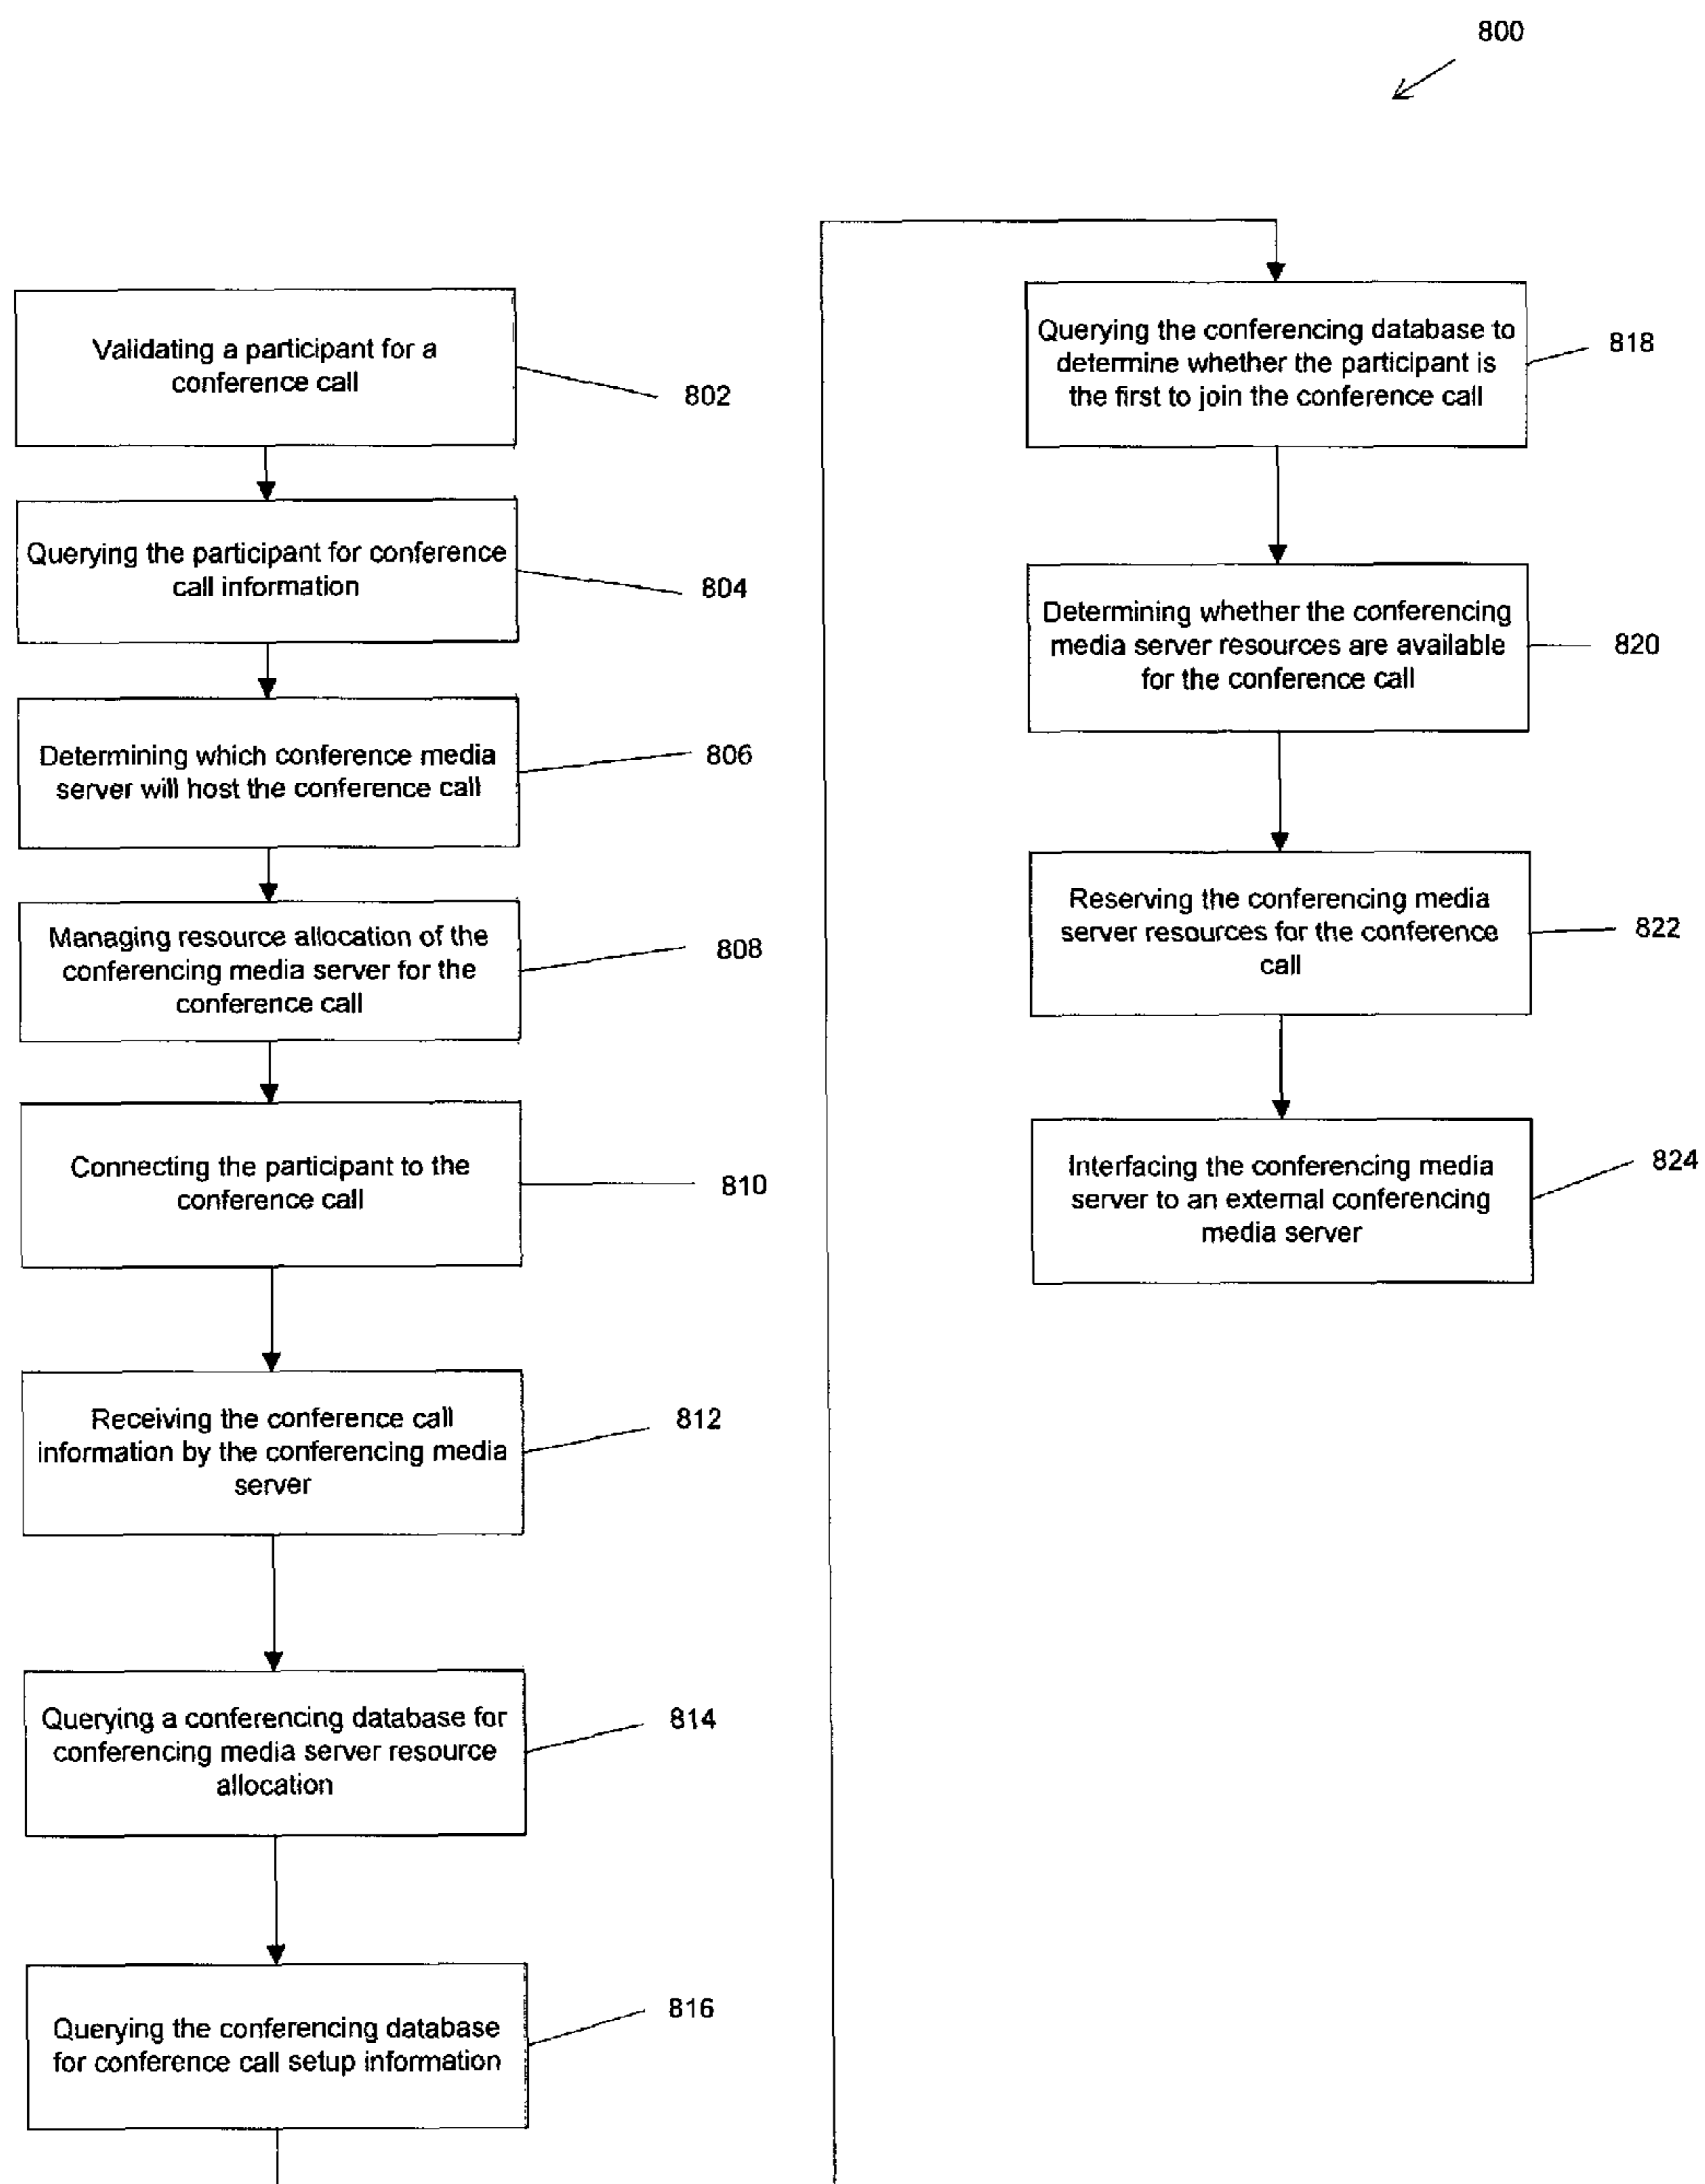 800
Validating a participant for a
conference call
802
Querying the participant for conference
call information
804
Determining which conference media
server will host the conference call
806
Managing resource allocation of the
conferencing media server for the
conference call
808
Connecting the participant to the
conference call
810
Receiving the conference call
information by the conferencing media
server
812
Querying a conferencing database for
conferencing media server resource
allocation
814
Querying the conferencing database
for conference call setup information
816
Querying the conferencing database to
determine whether the participant is
the first to join the conference call
818
Determining whether the conferencing
media server resources are available
for the conference call
820
Reserving the conferencing media
server resources for the conference
call
822
Interfacing the conferencing media
server to an external conferencing
media server
824